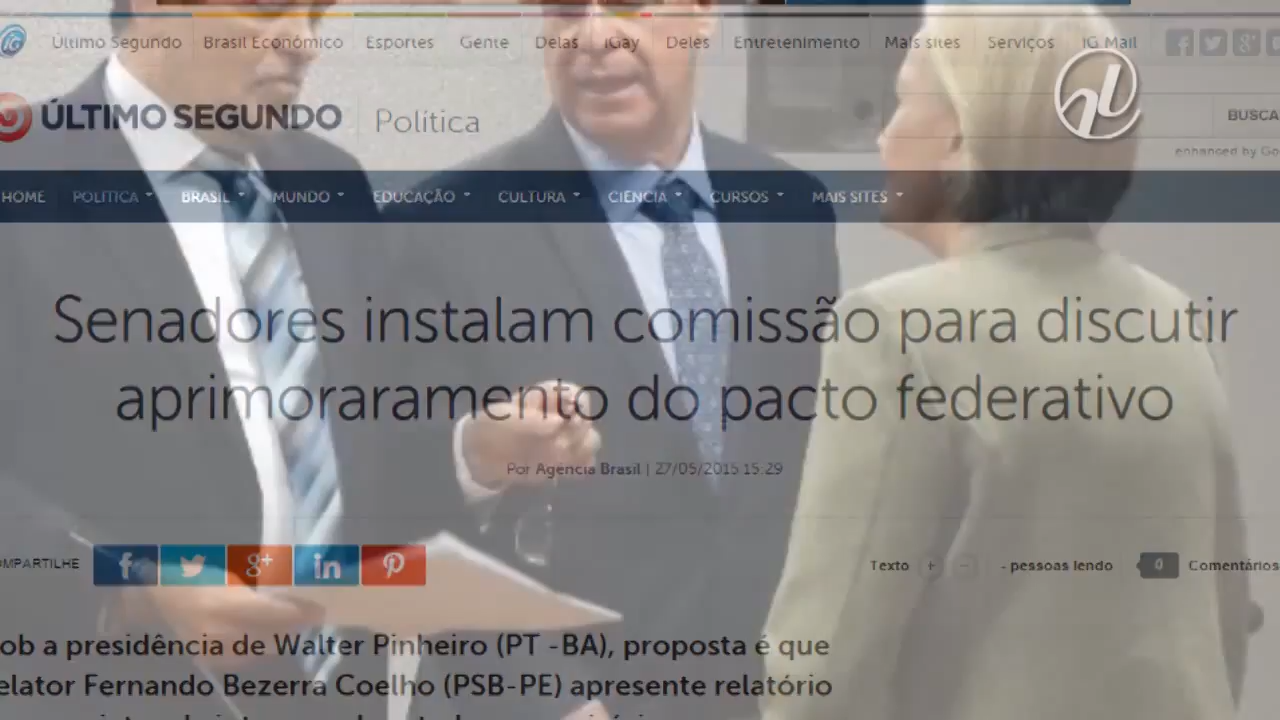 iG Último Segundo Brasil Econômico Esportes Gente Delas iGay Deles Entretenimento Mais sites Serviços iG Mail
ÚLTIMO SEGUNDO Política BUSCA
enhanced by Go
HOME POLÍTICA BRASIL MUNDO EDUCAÇÃO CULTURA CIÊNCIA CURSOS MAIS SITES
Senadores instalam comissão para discutir
aprimoraramento do pacto federativo
Por Agência Brasil | 27/05/2015 15:29
OMPARTILHE Texto + - - pessoas lendo 0 Comentários
ob a presidência de Walter Pinheiro (PT -BA), proposta é que
elator Fernando Bezerra Coelho (PSB-PE) apresente relatório